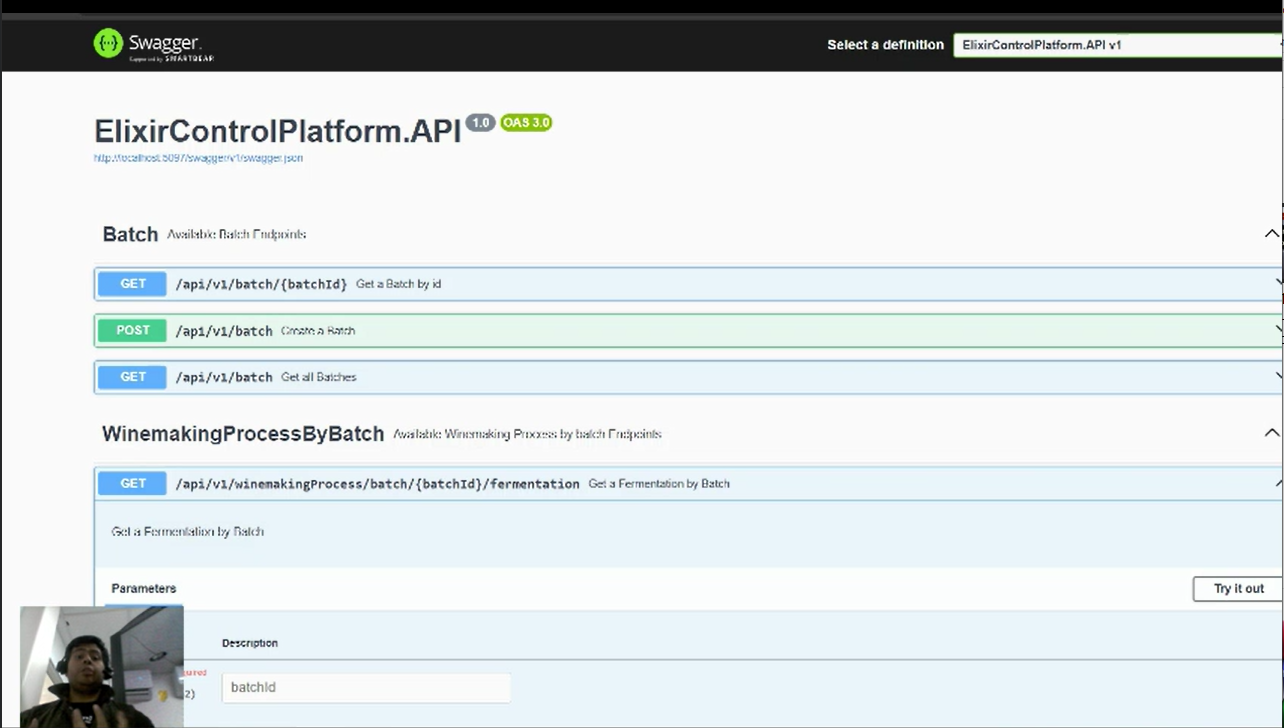 Swagger.
Supported by SMARTBEAR
Select a definition
ElixirControlPlatform.API v1
ElixirControlPlatform.API 1.0 OAS 3.0
http://localhost:5097/swagger/v1/swagger.json
Batch Available Batch Endpoints
GET /api/v1/batch/{batchId} Get a Batch by id
POST /api/v1/batch Create a Batch
GET /api/v1/batch Get all Batches
WinemakingProcessByBatch Available Winemaking Process by batch Endpoints
GET /api/v1/winemakingProcess/batch/{batchId}/fermentation Get a Fermentation by Batch
Get a Fermentation by Batch
Parameters
Try it out
Description
uired
2)
batchId